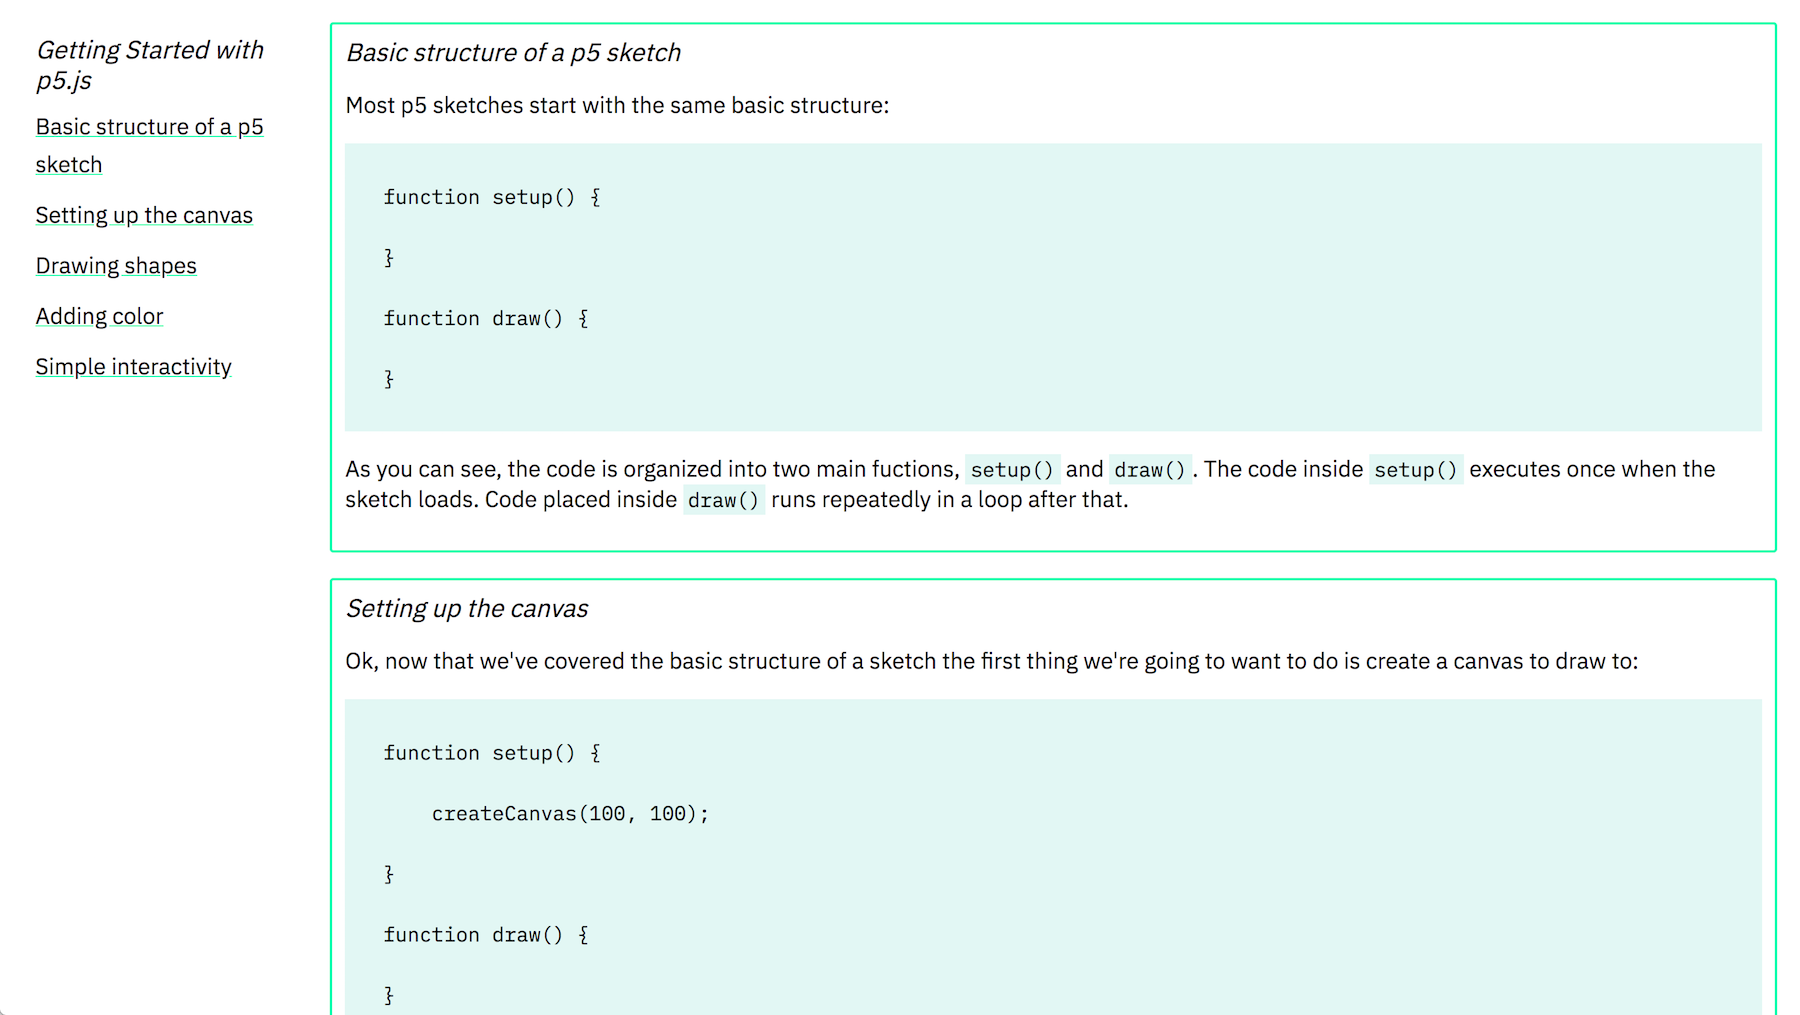 Getting Started with
p5.js
Basic structure of a p5
sketch
Setting up the canvas
Drawing shapes
Adding color
Simple interactivity
Basic structure of a p5 sketch
Most p5 sketches start with the same basic structure:
function setup() {
}
function draw() {
}
As you can see, the code is organized into two main fuctions, setup() and draw(). The code inside setup() executes once when the
sketch loads. Code placed inside draw() runs repeatedly in a loop after that.
Setting up the canvas
Ok, now that we've covered the basic structure of a sketch the first thing we're going to want to do is create a canvas to draw to:
function setup() {
createCanvas(100, 100);
}
function draw() {
}